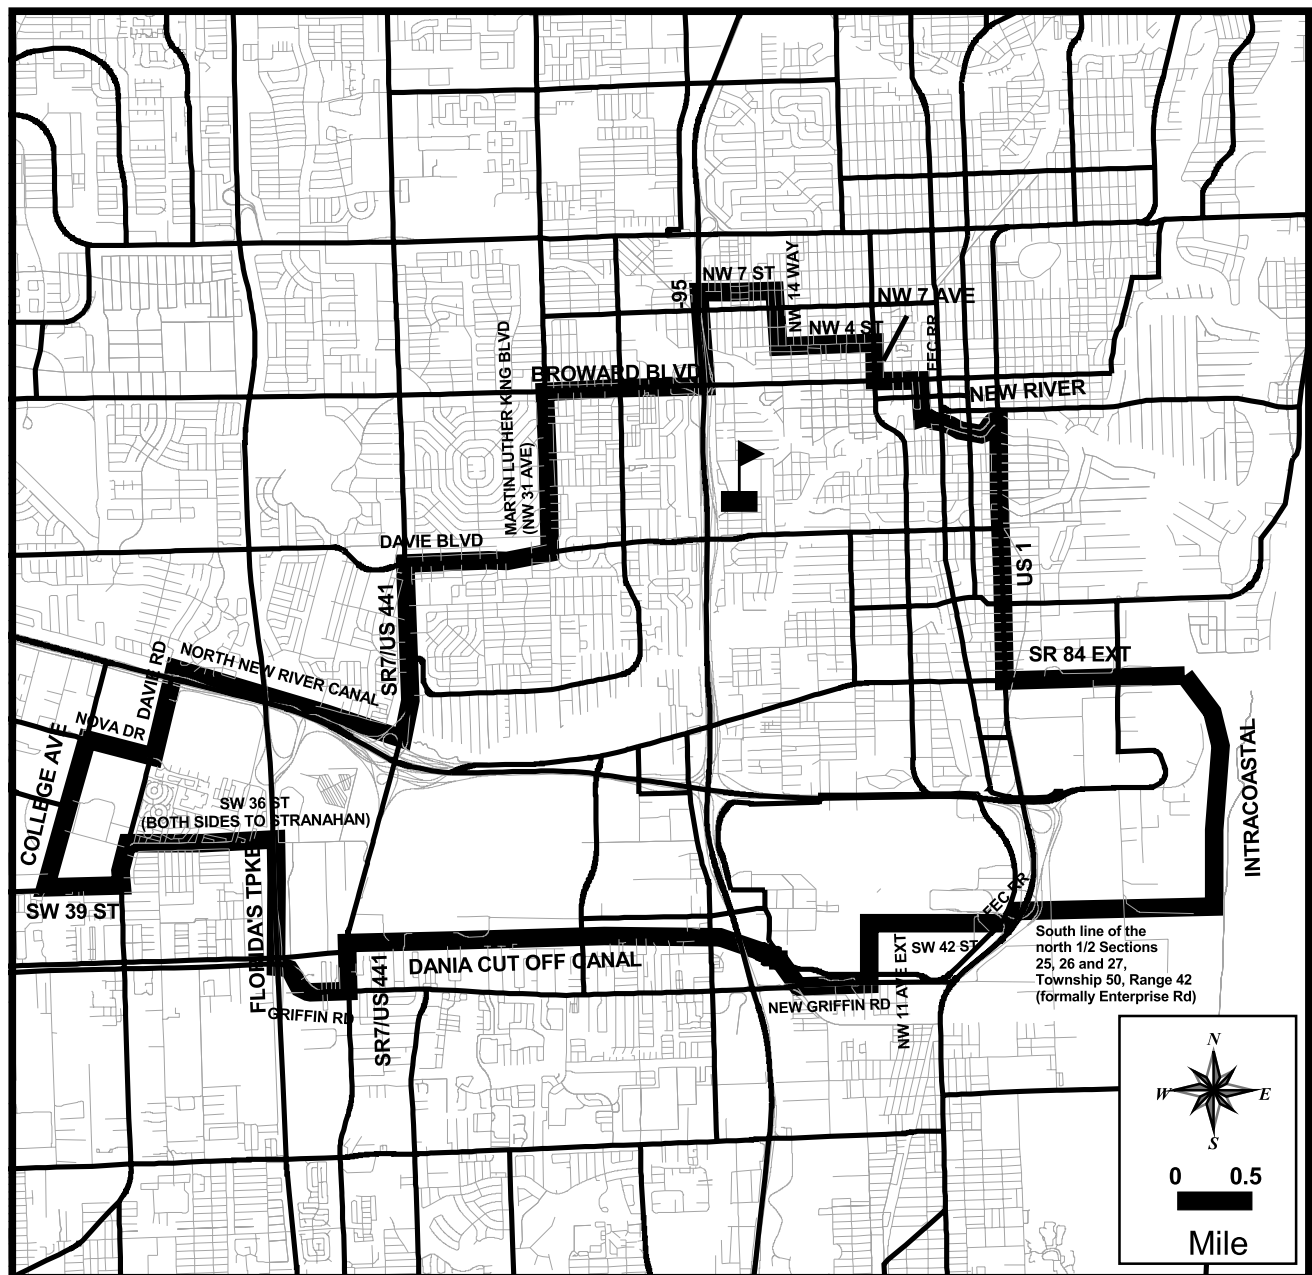 NW 7 ST
NW 14 WAY
-95
NW 7 AVE
NW 4 ST
FEC RR
MARTIN LUTHER KING BLVD
(NW 31 AVE)
BROWARD BLVD
NEW RIVER
DAVIE BLVD
US 1
SR7/US 441
SR 84 EXT
DAVIE RD
NORTH NEW RIVER CANAL
NOVA DR
COLLEGE AVE
INTRACOASTAL
SW 36 ST
(BOTH SIDES TO STRANAHAN)
SW 39 ST
FLORIDA'S TPKE
FEC RR
SW 42 ST
South line of the
north 1/2 Sections
25, 26 and 27,
Township 50, Range 42
(formally Enterprise Rd)
DANIA CUT OFF CANAL
SR7/US 441
GRIFFIN RD
NEW GRIFFIN RD
NW 11 AVE EXT
N
W E
S
0 0.5
Mile